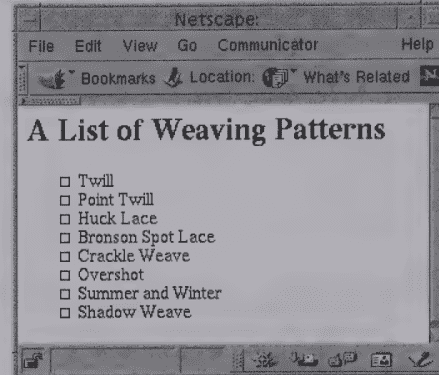 Netscape:
File Edit View Go Communicator Help
Bookmarks Location: What's Related N
A List of Weaving Patterns
Twill
Point Twill
Huck Lace
Bronson Spot Lace
Crackle Weave
Overshot
Summer and Winter
Shadow Weave